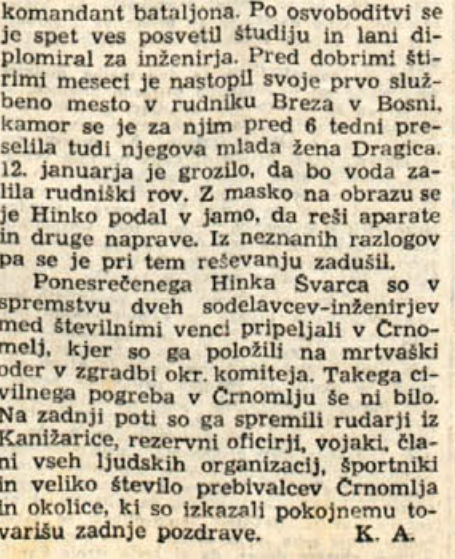 komandant bataljona. Po osvoboditvi se
je spet ves posvetil študiju in lani di-
plomiral za inženirja. Pred dobrimi šti-
rimi meseci je nastopil svoje prvo služ-
beno mesto v rudniku Breza v Bosni,
kamor se je za njim pred 6 tedni pre-
selila tudi njegova mlada žena Dragica.
12. januarja je grozilo, da bo voda za-
lila rudniški rov. Z masko na obrazu se
je Hinko podal v jamo, da reši aparate
in druge naprave. Iz neznanih razlogov
pa se je pri tem reševanju zadušil.
Ponesrečenega Hinka Švarca so v
spremstvu dveh sodelavcev-inženirjev
med številnimi venci pripeljali v Črno-
melj, kjer so ga položili na mrtvaški
oder v zgradbi okr. komiteja. Takega ci-
vilnega pogreba v Črnomlju še ni bilo.
Na zadnji poti so ga spremili rudarji iz
Kanižarice, rezervni oficirji, vojaki, čla-
ni vseh ljudskih organizacij, športniki
in veliko število prebivalcev Črnomlja
in okolice, ki so izkazali pokojnemu to-
varišu zadnje pozdrave. K. A.